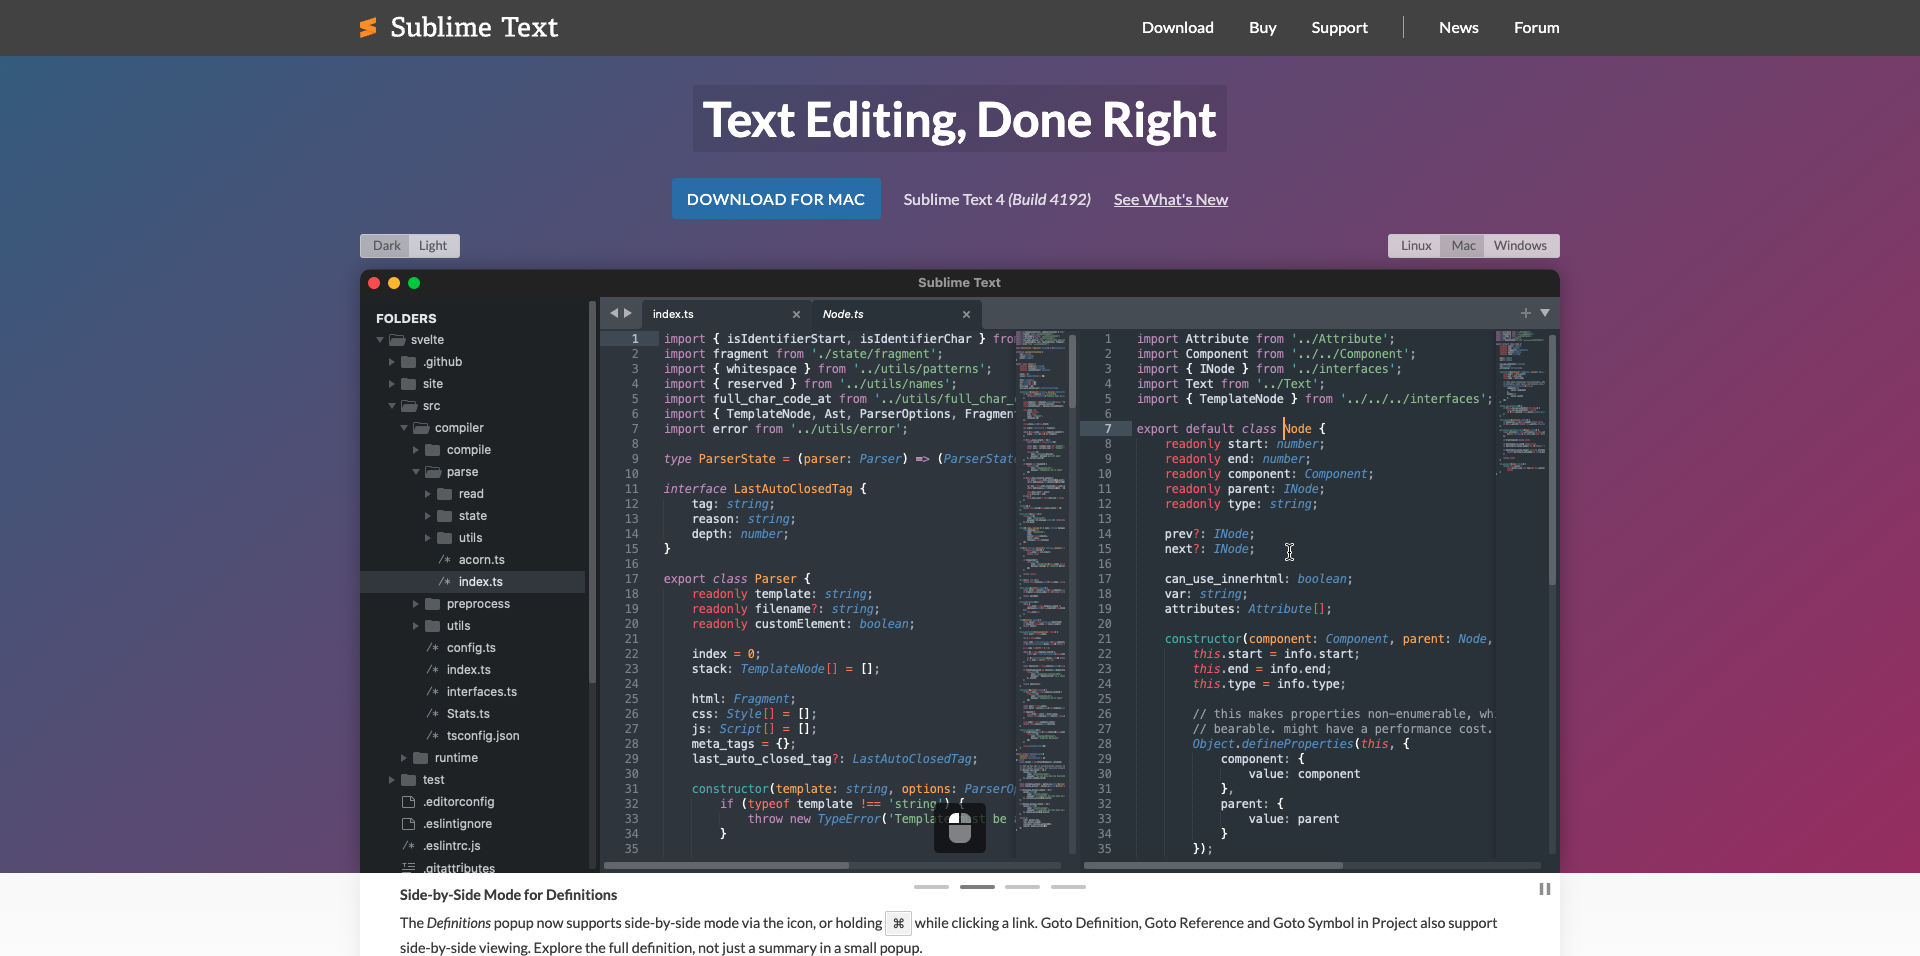 Sublime Text
Download
Buy
Support
News
Forum
Text Editing, Done Right
DOWNLOAD FOR MAC
Sublime Text 4 (Build 4192)
See What's New
Dark
Light
Linux
Mac
Windows
Sublime Text
FOLDERS
svelte
.github
site
src
compiler
compile
parse
read
state
utils
/* acorn.ts
/* index.ts
preprocess
utils
/* config.ts
/* index.ts
/* interfaces.ts
/* Stats.ts
/* tsconfig.json
runtime
test
.editorconfig
.eslintignore
/* .eslintrc.js
.gitattributes
index.ts ×
Node.ts ×
1 import { isIdentifierStart, isIdentifierChar } from
2 import fragment from './state/fragment';
3 import { whitespace } from '../utils/patterns';
4 import { reserved } from '../utils/names';
5 import full_char_code_at from '../utils/full_char_
6 import { TemplateNode, Ast, ParserOptions, Fragment
7 import error from '../utils/error';
8
9 type ParserState = (parser: Parser) => (ParserStat
10
11 interface LastAutoClosedTag {
12 tag: string;
13 reason: string;
14 depth: number;
15 }
16
17 export class Parser {
18 readonly template: string;
19 readonly filename?: string;
20 readonly customElement: boolean;
21
22 index = 0;
23 stack: TemplateNode[] = [];
24
25 html: Fragment;
26 css: Style[] = [];
27 js: Script[] = [];
28 meta_tags = {};
29 last_auto_closed_tag?: LastAutoClosedTag;
30
31 constructor(template: string, options: ParserO
32 if (typeof template !== 'string') {
33 throw new TypeError('Templat st be
34 }
35
1 import Attribute from '../Attribute';
2 import Component from '../../Component';
3 import { INode } from '../interfaces';
4 import Text from '../Text';
5 import { TemplateNode } from '../../../interfaces';
6
7 export default class Node {
8 readonly start: number;
9 readonly end: number;
10 readonly component: Component;
11 readonly parent: INode;
12 readonly type: string;
13
14 prev?: INode;
15 next?: INode;
16
17 can_use_innerhtml: boolean;
18 var: string;
19 attributes: Attribute[];
20
21 constructor(component: Component, parent: Node,
22 this.start = info.start;
23 this.end = info.end;
24 this.type = info.type;
25
26 // this makes properties non-enumerable, wh
27 // bearable. might have a performance cost.
28 Object.defineProperties(this, {
29 component: {
30 value: component
31 },
32 parent: {
33 value: parent
34 }
35 });
Side-by-Side Mode for Definitions
The Definitions popup now supports side-by-side mode via the icon, or holding ⌘ while clicking a link. Goto Definition, Goto Reference and Goto Symbol in Project also support
side-by-side viewing. Explore the full definition, not just a summary in a small popup.